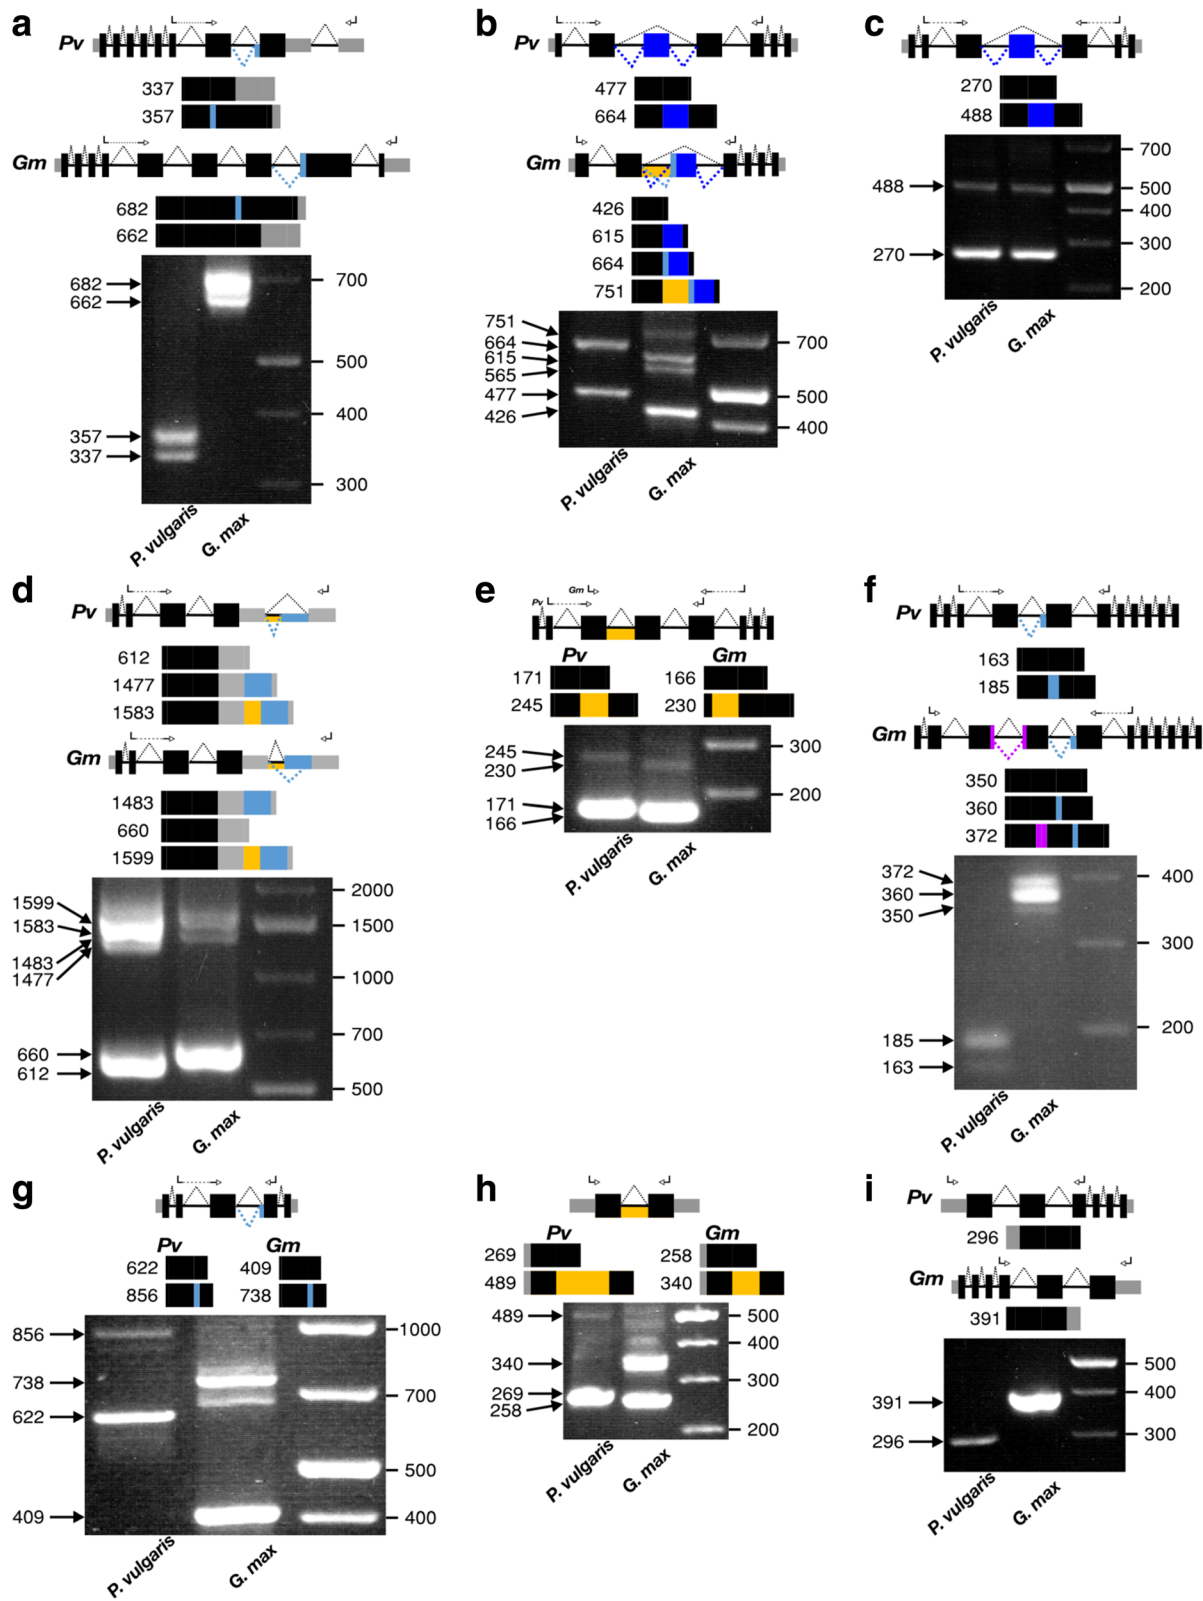 a
Pv
337
357
Gm
682
662
682
662
357
337
700
500
400
300
P. vulgaris
G. max
b
Pv
477
664
Gm
426
615
664
751
751
664
615
565
477
426
700
500
400
P. vulgaris
G. max
c
270
488
488
270
700
500
400
300
200
P. vulgaris
G. max
d
Pv
612
1477
1583
Gm
1483
660
1599
1599
1583
1483
1477
660
612
2000
1500
1000
700
500
P. vulgaris
G. max
e
Gm
Pv
Pv Gm
171 166
245 230
245
230
171
166
300
200
P. vulgaris
G. max
f
Pv
163
185
Gm
350
360
372
372
360
350
185
163
400
300
200
P. vulgaris
G. max
g
Pv Gm
622 409
856 738
856
738
622
409
1000
700
500
400
P. vulgaris
G. max
h
Pv Gm
269 258
489 340
489
340
269
258
500
400
300
200
P. vulgaris
G. max
i
Pv
296
Gm
391
391
296
500
400
300
P. vulgaris
G. max